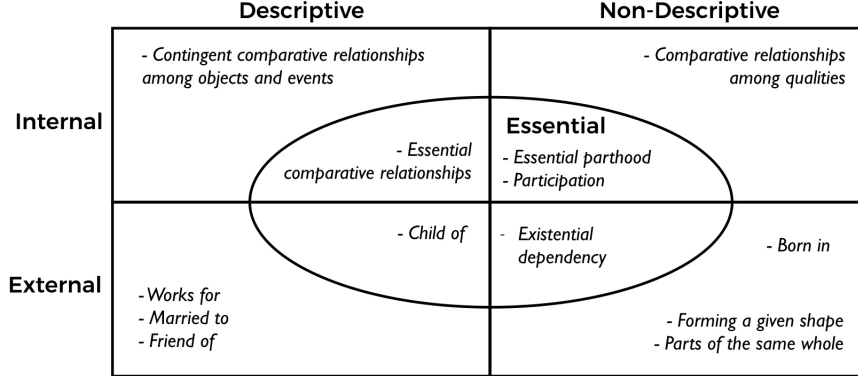 Descriptive
Non-Descriptive
Internal
- Contingent comparative relationships
among objects and events
- Comparative relationships
among qualities
Essential
- Essential
comparative relationships
- Essential parthood
- Participation
External
- Child of
- Existential
dependency
- Born in
- Works for
- Married to
- Friend of
- Forming a given shape
- Parts of the same whole